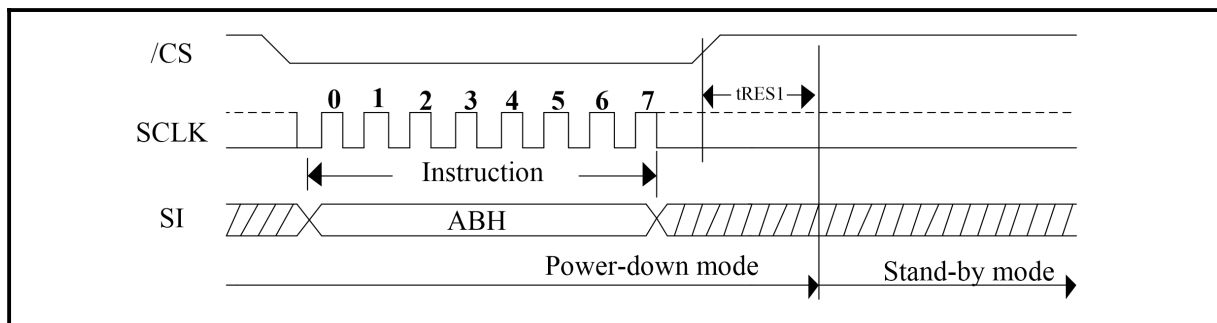 /CS
tRES1
0 1 2 3 4 5 6 7
SCLK
Instruction
SI
ABH
Power-down mode
Stand-by mode